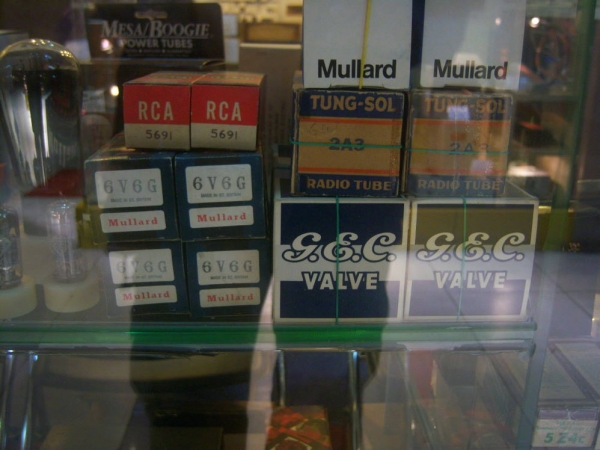 MESA/BOOGIE
POWER TUBES
Mullard
Mullard
RCA
5691
RCA
5691
TUNG-SOL
2A3
RADIO TUBE
TUNG-SOL
2A3
RADIO TUBE
6V6G
Mullard
6V6G
Mullard
6V6G
Mullard
6V6G
Mullard
G.E.C.
VALVE
G.E.C.
VALVE